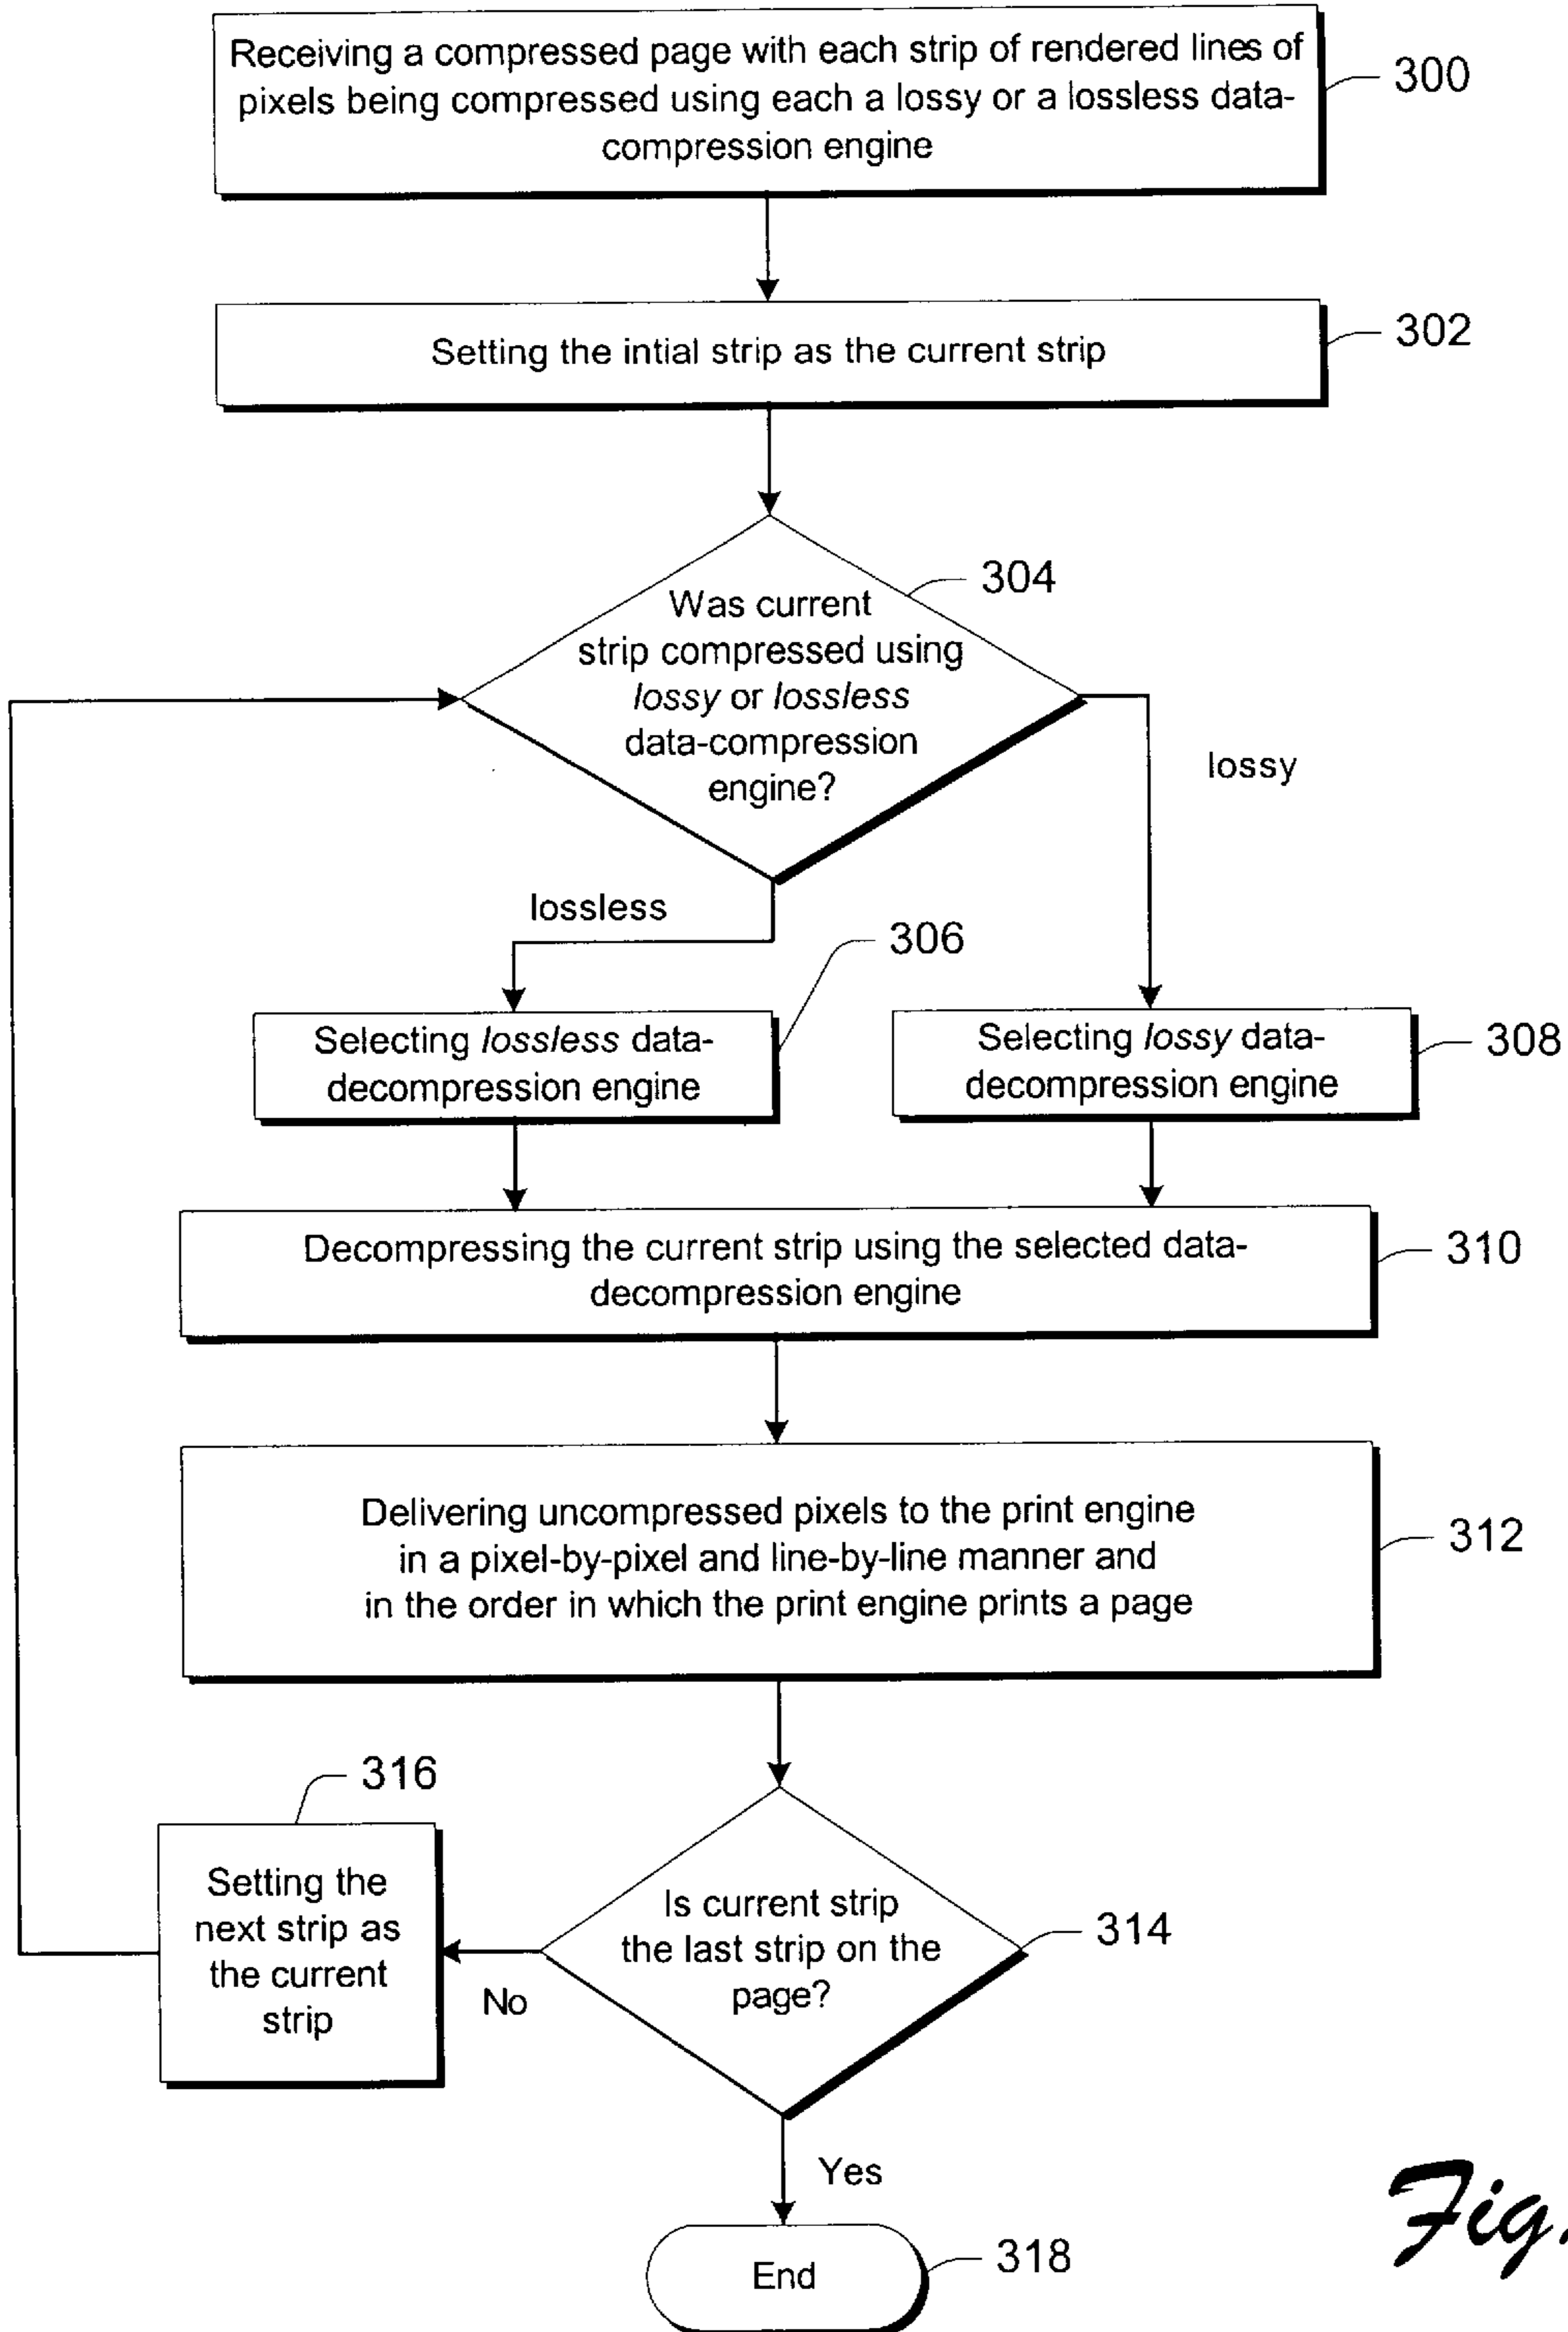 Receiving a compressed page with each strip of rendered lines of
pixels being compressed using each a lossy or a lossless data-
compression engine
300
Setting the intial strip as the current strip
302
Was current
strip compressed using
lossy or lossless
data-compression
engine?
304
lossy
lossless
306
Selecting lossless data-
decompression engine
Selecting lossy data-
decompression engine
308
Decompressing the current strip using the selected data-
decompression engine
310
Delivering uncompressed pixels to the print engine
in a pixel-by-pixel and line-by-line manner and
in the order in which the print engine prints a page
312
316
Setting the
next strip as
the current
strip
No
Is current strip
the last strip on the
page?
314
Yes
End
318
Fig.